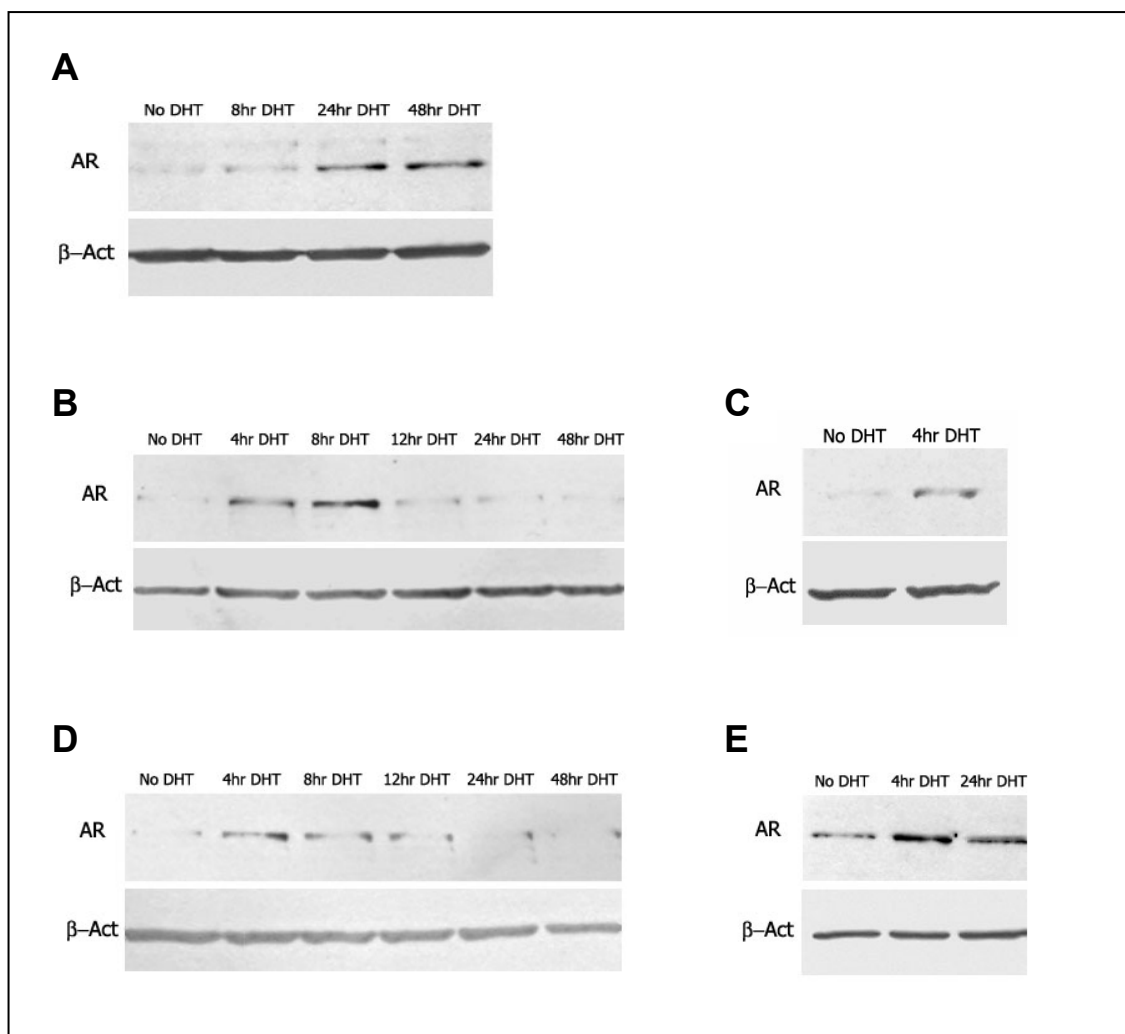 A
No DHT 8hr DHT 24hr DHT 48hr DHT
AR
β–Act
B
No DHT 4hr DHT 8hr DHT 12hr DHT 24hr DHT 48hr DHT
AR
β–Act
C
No DHT 4hr DHT
AR
β–Act
D
No DHT 4hr DHT 8hr DHT 12hr DHT 24hr DHT 48hr DHT
AR
β–Act
E
No DHT 4hr DHT 24hr DHT
AR
β–Act